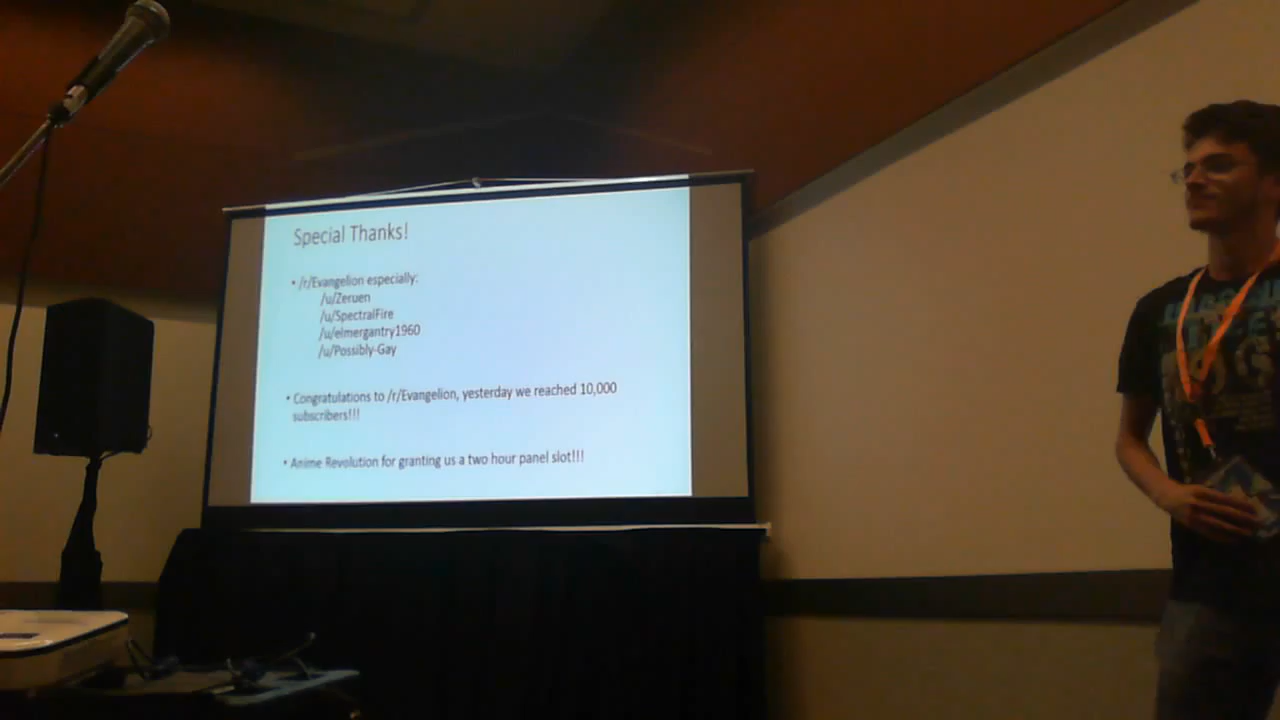 Special Thanks!
• /r/Evangelion especially:
/u/Zeruen
/u/SpectralFire
/u/elmergantry1960
/u/Possibly-Gay
• Congratulations to /r/Evangelion, yesterday we reached 10,000
subscribers!!!
• Anime Revolution for granting us a two hour panel slot!!!